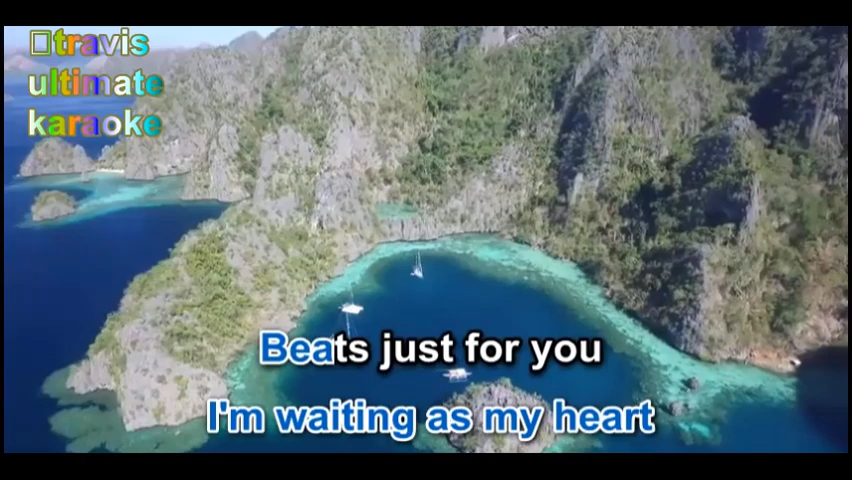 travis
ultimate
karaoke
Beats just for you
I'm waiting as my heart